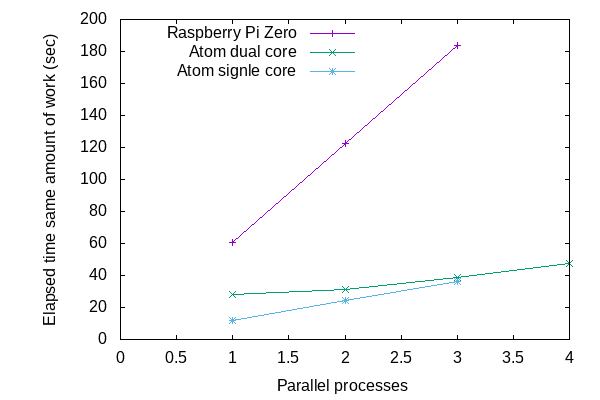 Raspberry Pi Zero
Atom dual core
Atom signle core
Elapsed time same amount of work (sec)
200
180
160
140
120
100
80
60
40
20
0
0 0.5 1 1.5 2 2.5 3 3.5 4
Parallel processes